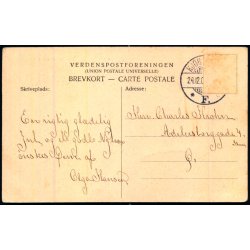 VERDENSPOSTFORENINGEN
(UNION POSTALE UNIVERSELLE)
BREVKORT — CARTE POSTALE
Skriveplads:
Adresse:
En rigtig glædelig
Jul og et godt Nytaar
ønskes Dem af
Olga Hansen
Herr Charles
Adelersgade 4
F.